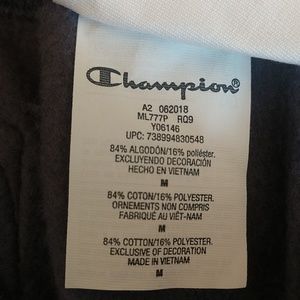 Champion®
A2 062018
ML777P RQ9
Y06146
UPC: 738994830548
84% ALGODÓN/16% poliéster.
EXCLUYENDO DECORACIÓN
HECHO EN VIETNAM
M
84% COTON/16% POLYESTER.
ORNEMENTS NON COMPRIS
FABRIQUÉ AU VIÊT-NAM
M
84% COTTON/16% POLYESTER.
EXCLUSIVE OF DECORATION
MADE IN VIETNAM
M